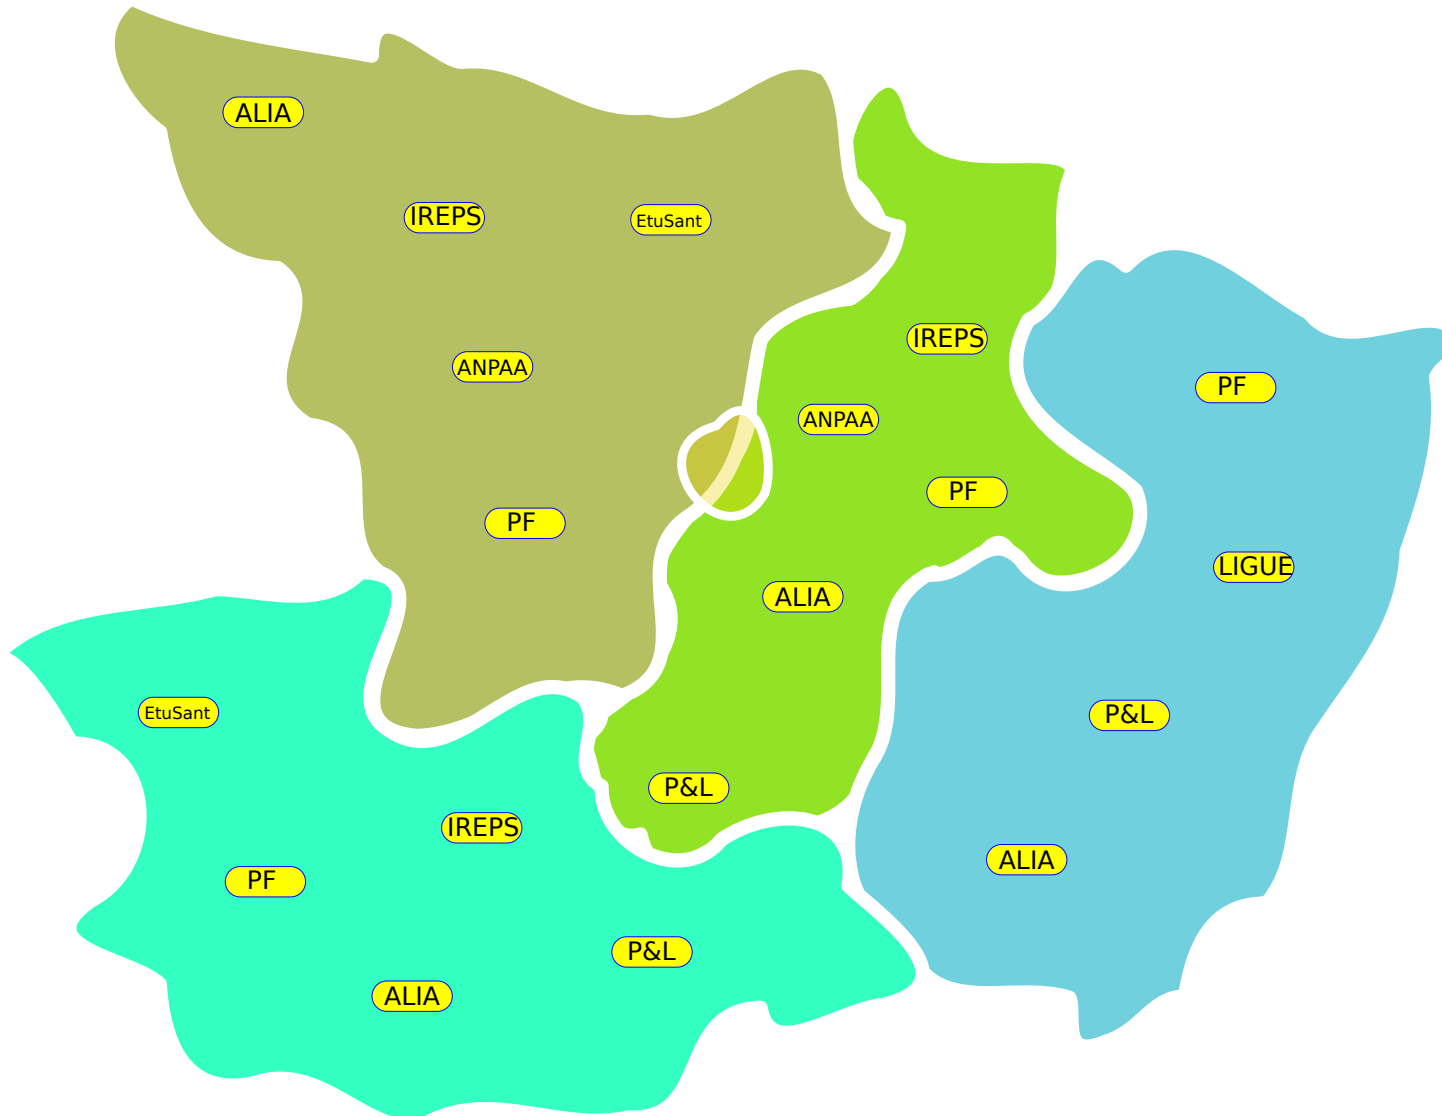 ALIA
IREPS
EtuSant
ANPAA
PF
IREPS
ANPAA
PF
ALIA
P&L
PF
LIGUE
P&L
ALIA
EtuSant
IREPS
PF
P&L
ALIA